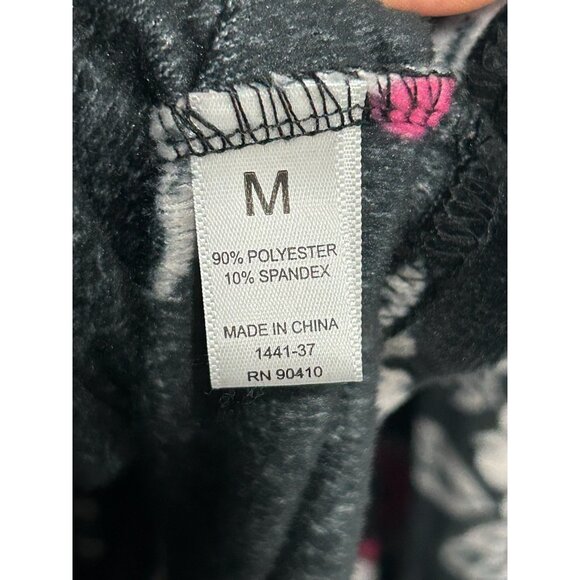 M
90% POLYESTER
10% SPANDEX
MADE IN CHINA
1441-37
RN 90410